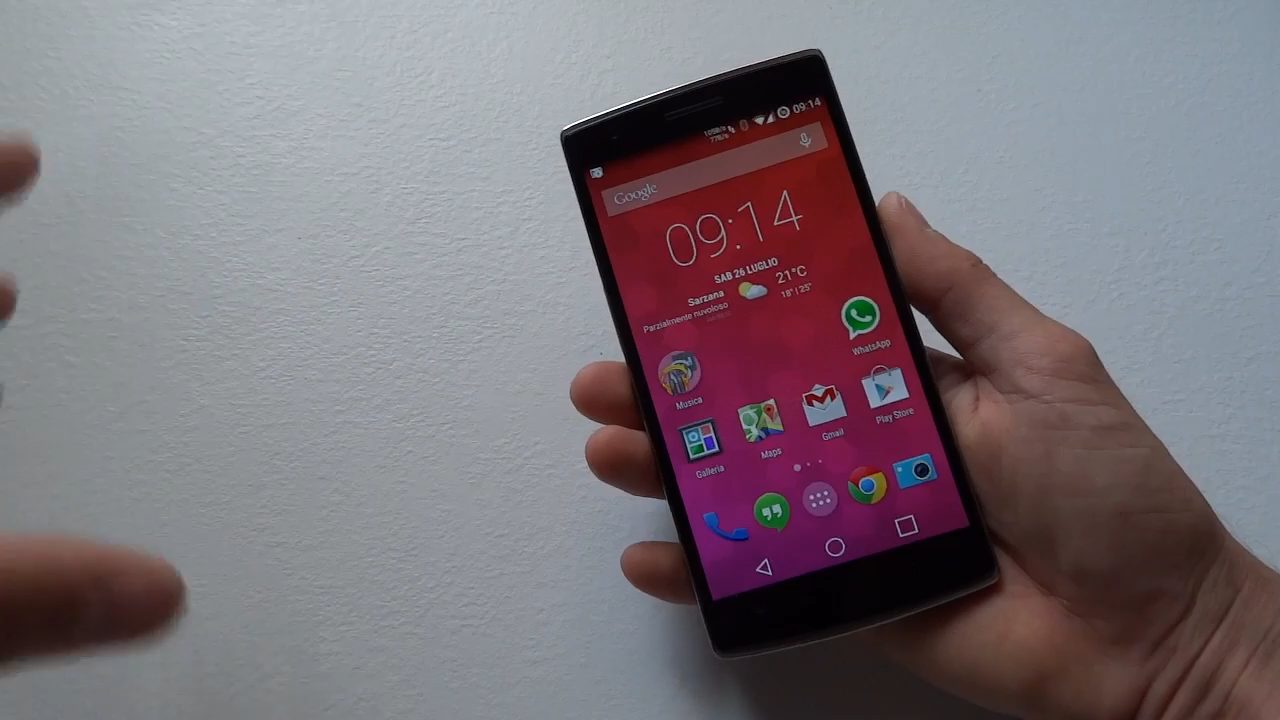 09:14
Google
09:14
SAB 26 LUGLIO
Sarzana
21°C
Parzialmente nuvoloso
18° | 25°
WhatsApp
Musica
Galleria
Maps
Gmail
Play Store